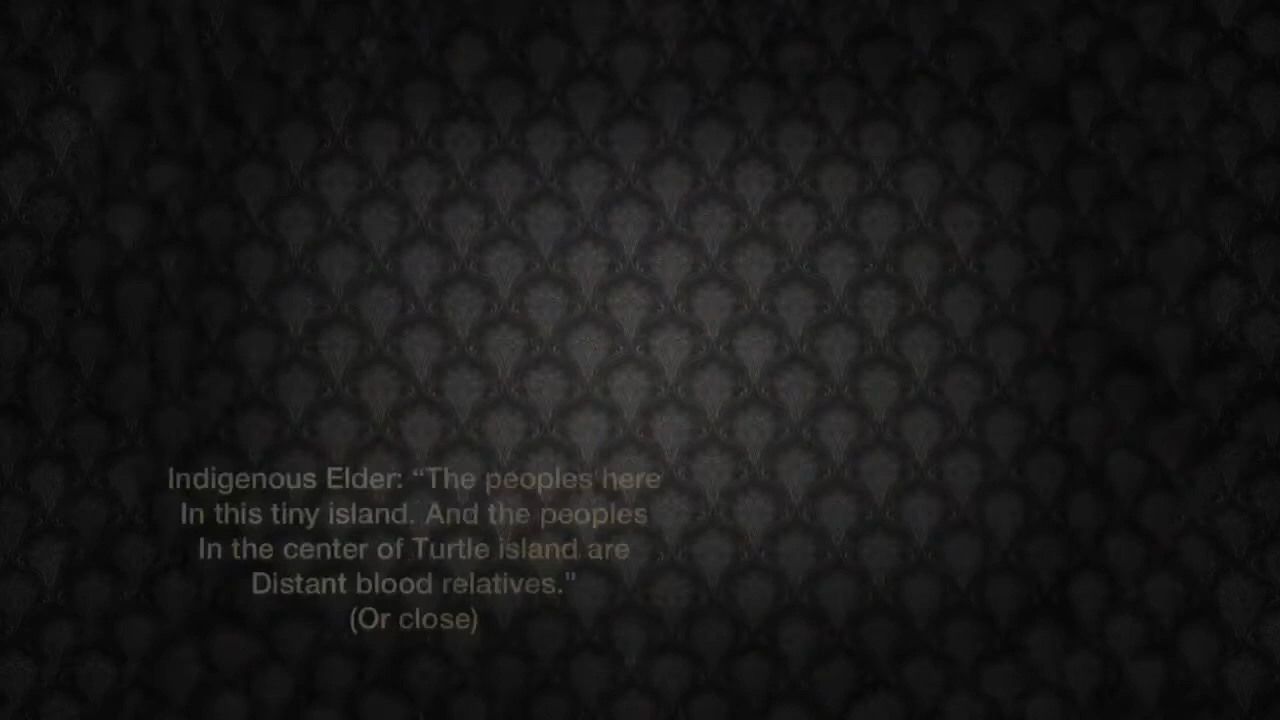 Indigenous Elder: “The peoples here
In this tiny island. And the peoples
In the center of Turtle island are
Distant blood relatives."
(Or close)